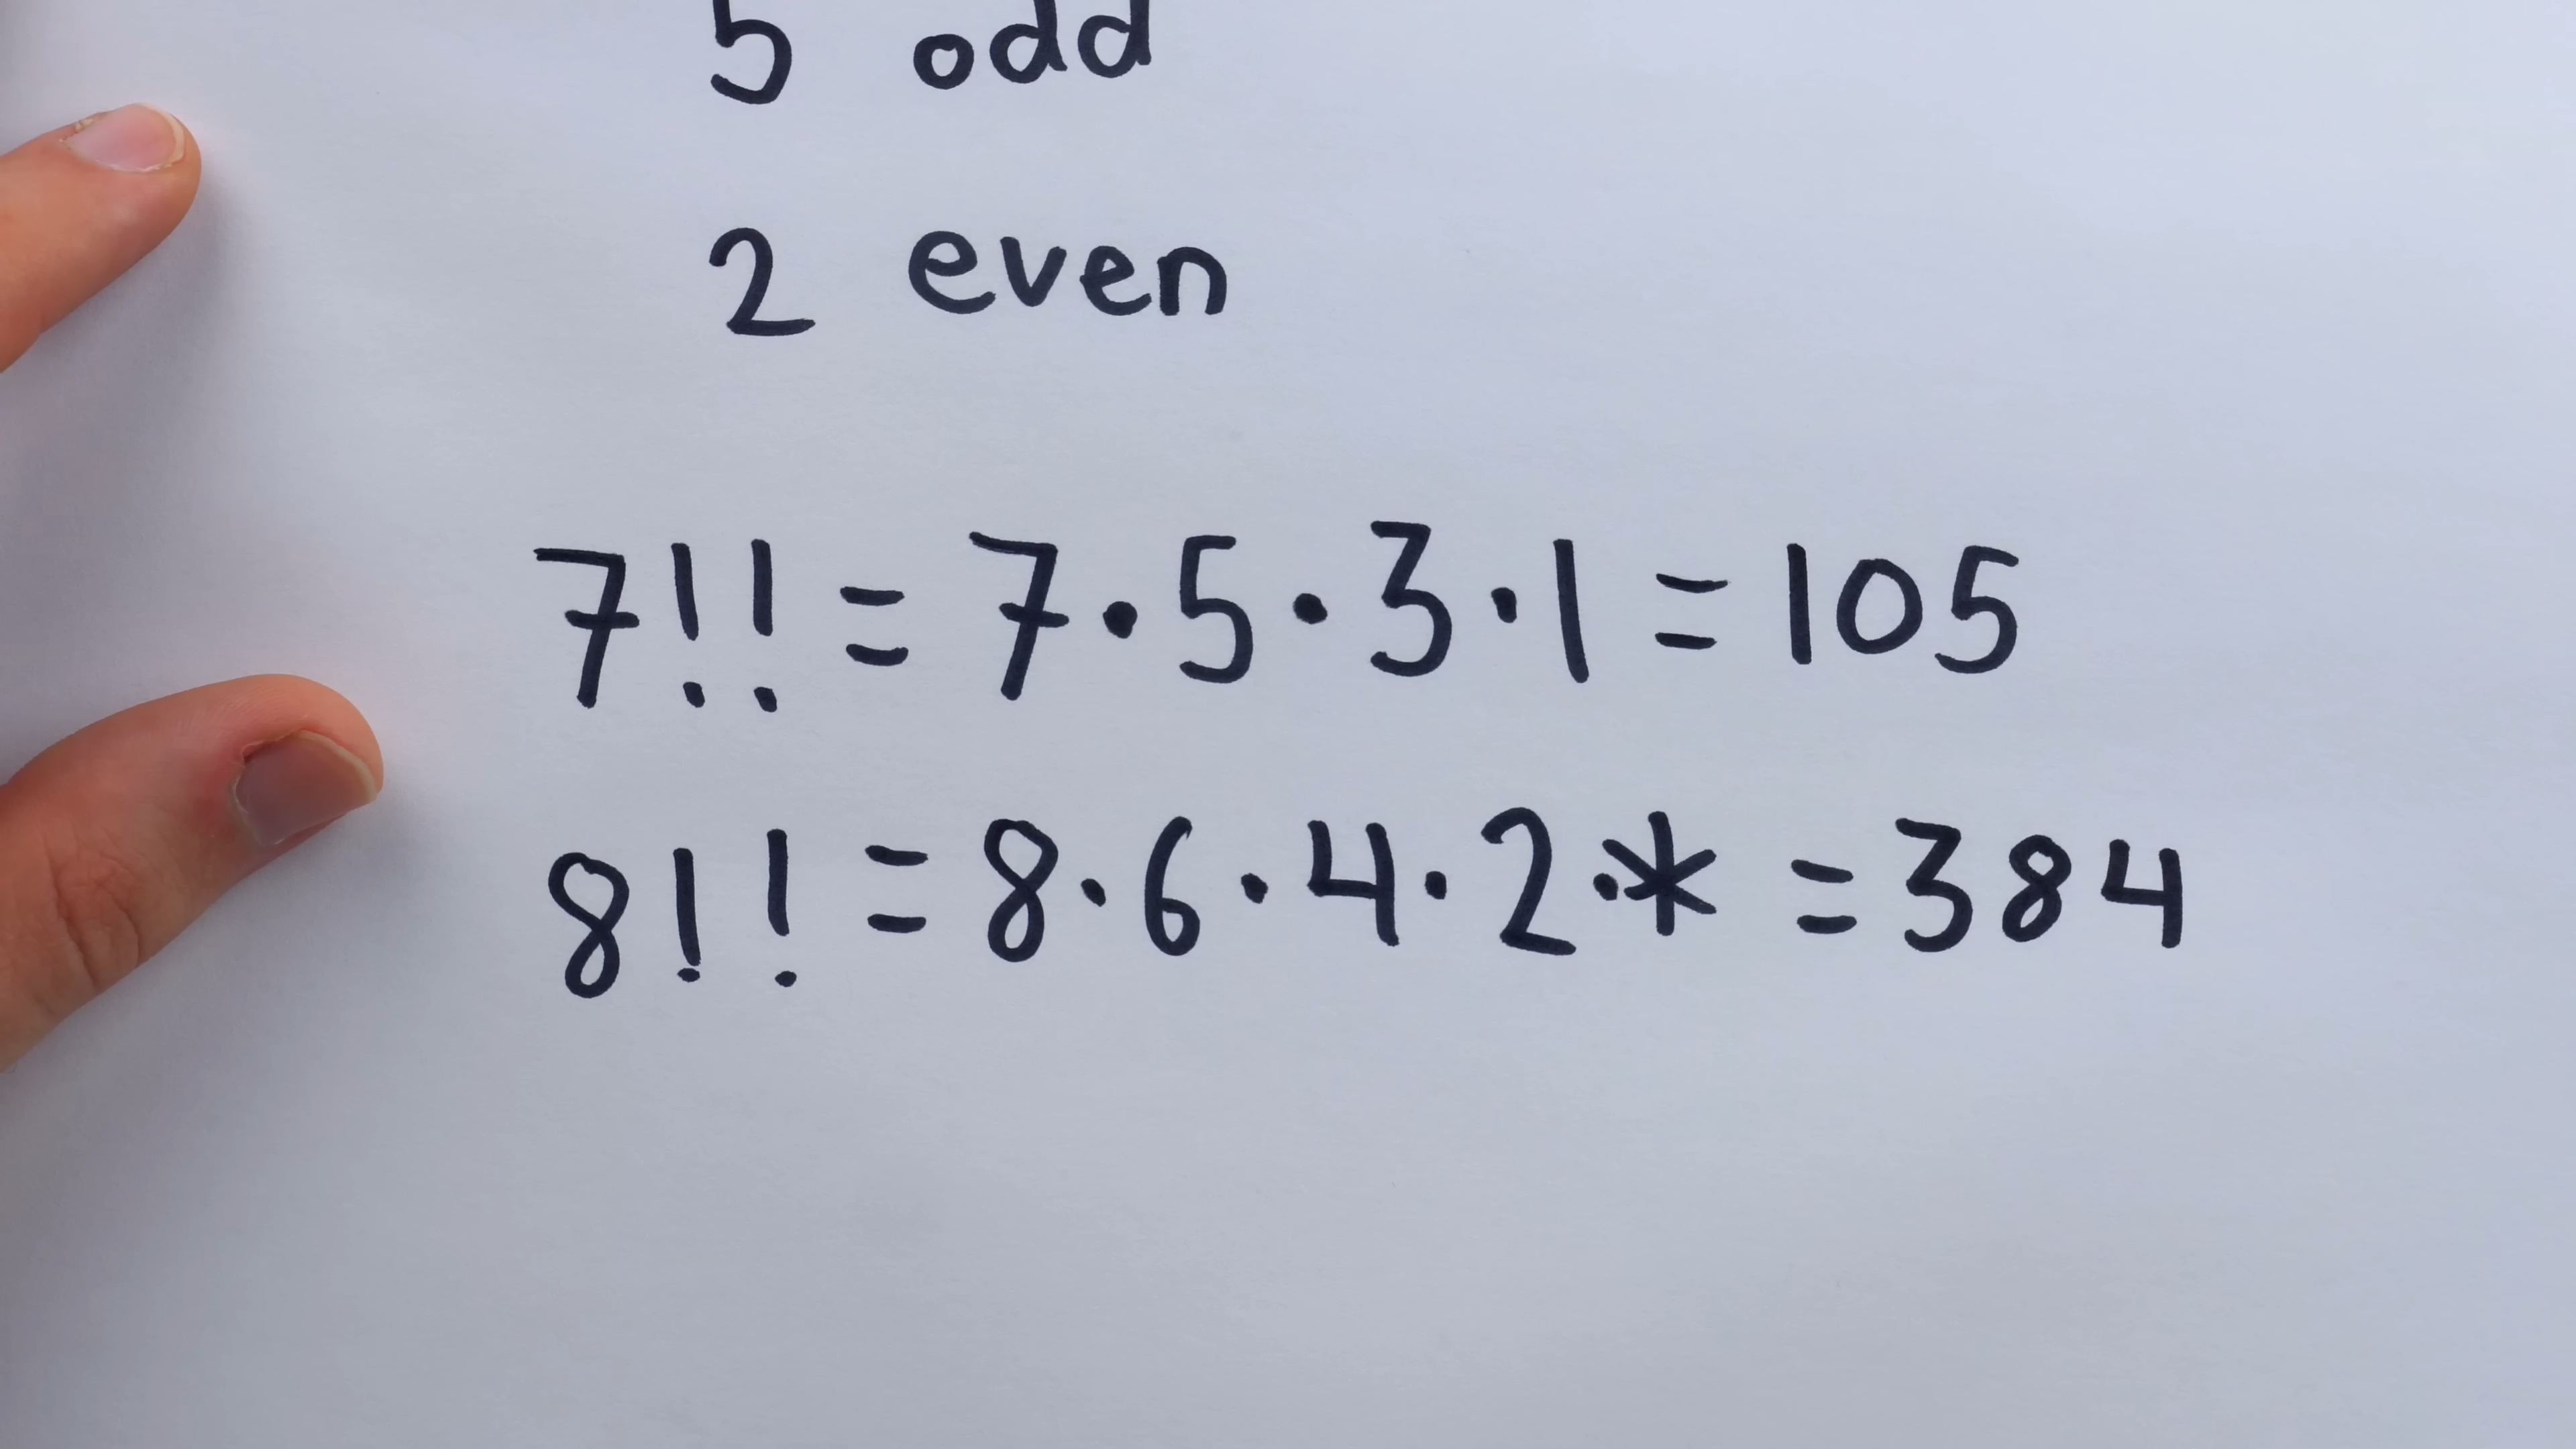 5 odd
2 even
7!! = 7·5·3·1 = 105
8!! = 8·6·4·2·* = 384